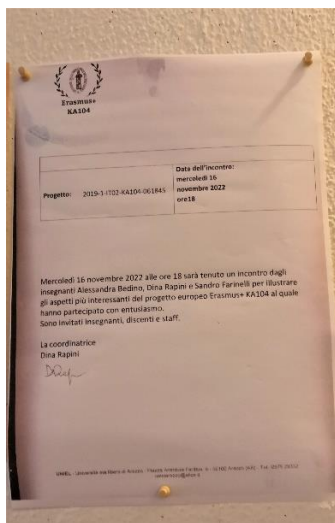 Erasmus+
KA104
Progetto: 2019-1-IT02-KA104-061845
Data dell'incontro:
mercoledì 16
novembre 2022
ore18
Mercoledì 16 novembre 2022 alle ore 18 sarà tenuto un incontro dagli
insegnanti Alessandra Bedino, Dina Rapini e Sandro Farinelli per illustrare
gli aspetti più interessanti del progetto europeo Erasmus+ KA104 al quale
hanno partecipato con entusiasmo.
Sono invitati insegnanti, discenti e staff.
La coordinatrice
Dina Rapini